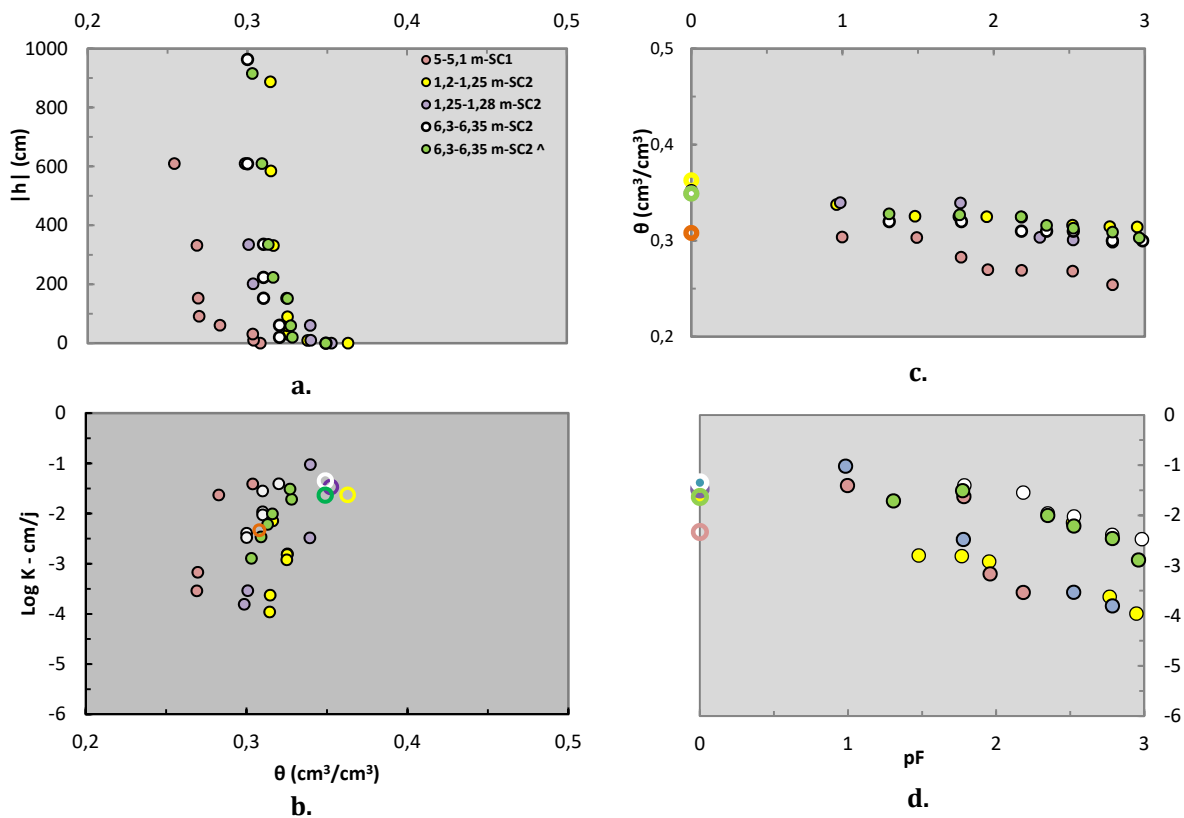 0,2 0,3 0,4 0,5
1000
800
600
400
200
0
|h| (cm)
5-5,1 m-SC1
1,2-1,25 m-SC2
1,25-1,28 m-SC2
6,3-6,35 m-SC2
6,3-6,35 m-SC2 ^
a.
0 1 2 3
0,5
0,4
0,3
0,2
θ (cm³/cm³)
c.
0
-1
-2
-3
-4
-5
-6
Log K - cm/j
0,2 0,3 0,4 0,5
θ (cm³/cm³)
b.
0
-1
-2
-3
-4
-5
-6
0 1 2 3
pF
d.